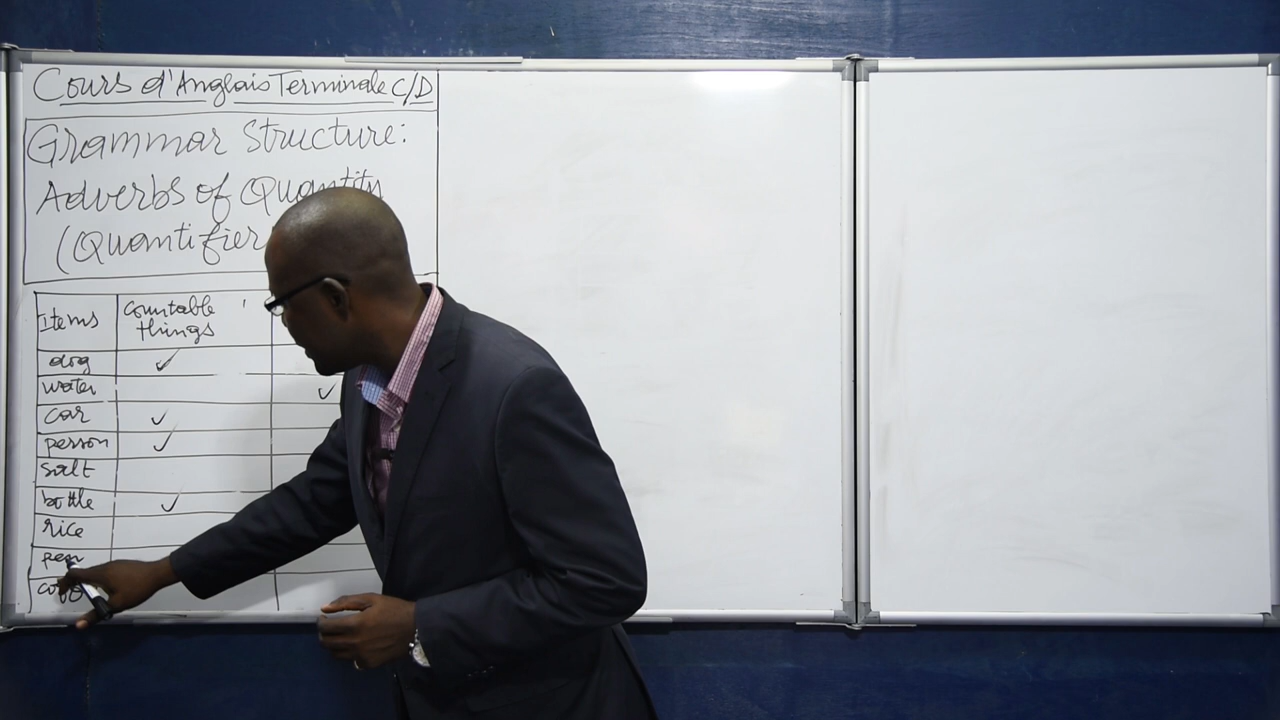 Cours d'Anglais Terminale C/D
Grammar Structure:
Adverbs of Quantity
(Quantifier
Items
countable
things
dog
water
car
person
salt
bottle
rice
pen